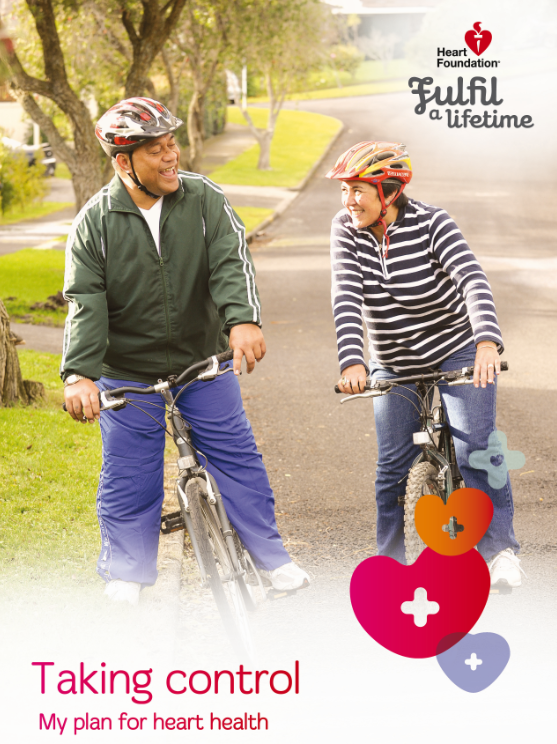 Heart
Foundation
Fulfil
a lifetime
Taking control
My plan for heart health